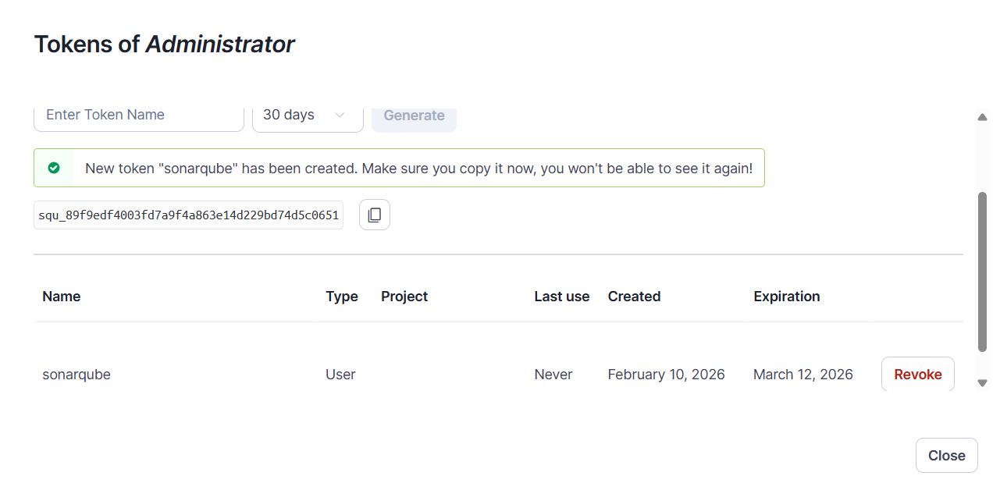 Tokens of Administrator
Enter Token Name 30 days Generate
New token "sonarqube" has been created. Make sure you copy it now, you won't be able to see it again!
squ_89f9edf4003fd7a9f4a863e14d229bd74d5c0651
Name Type Project Last use Created Expiration
sonarqube User Never February 10, 2026 March 12, 2026 Revoke
Close